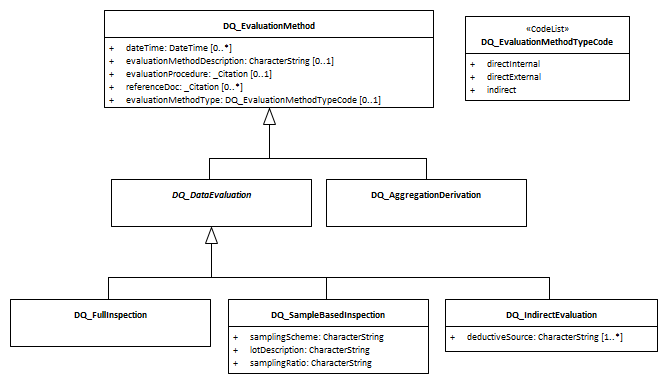 DQ_EvaluationMethod
+ dateTime: DateTime [0..*]
+ evaluationMethodDescription: CharacterString [0..1]
+ evaluationProcedure: _Citation [0..1]
+ referenceDoc: _Citation [0..*]
+ evaluationMethodType: DQ_EvaluationMethodTypeCode [0..1]
«CodeList»
DQ_EvaluationMethodTypeCode
+ directInternal
+ directExternal
+ indirect
DQ_DataEvaluation
DQ_AggregationDerivation
DQ_FullInspection
DQ_SampleBasedInspection
+ samplingScheme: CharacterString
+ lotDescription: CharacterString
+ samplingRatio: CharacterString
DQ_IndirectEvaluation
+ deductiveSource: CharacterString [1..*]